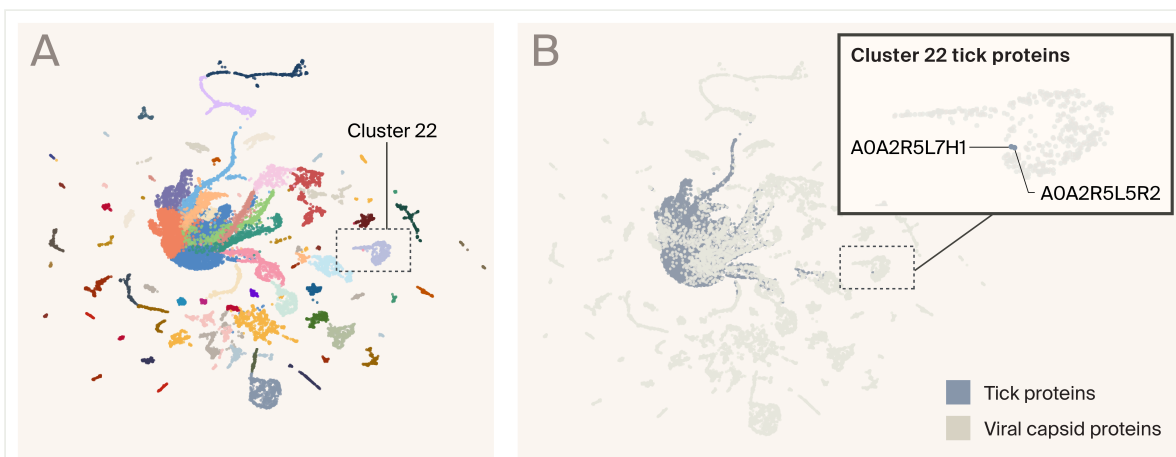 A
Cluster 22
B
Cluster 22 tick proteins
A0A2R5L7H1
A0A2R5L5R2
Tick proteins
Viral capsid proteins